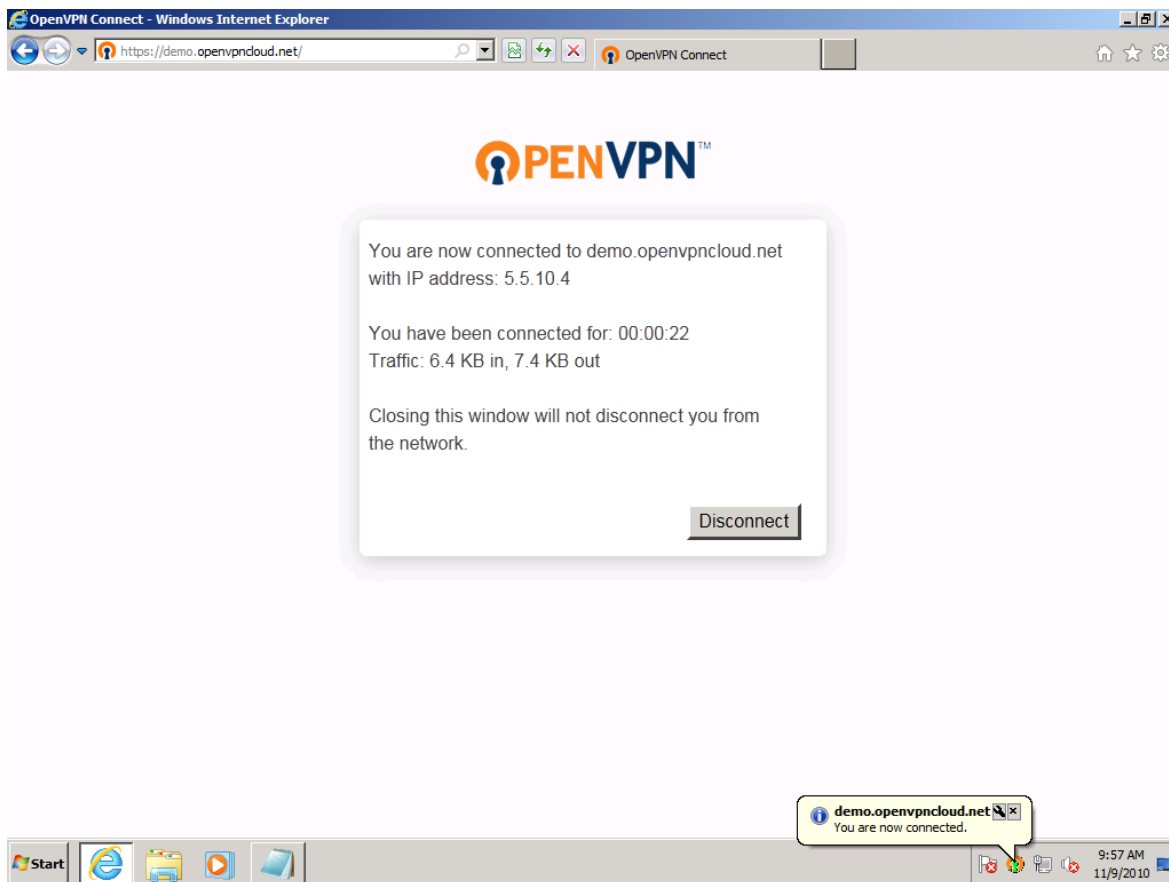 OpenVPN Connect - Windows Internet Explorer
https://demo.openvpncloud.net/
OpenVPN Connect
OPENVPN™
You are now connected to demo.openvpncloud.net
with IP address: 5.5.10.4
You have been connected for: 00:00:22
Traffic: 6.4 KB in, 7.4 KB out
Closing this window will not disconnect you from
the network.
Disconnect
demo.openvpncloud.net
You are now connected.
Start
9:57 AM
11/9/2010